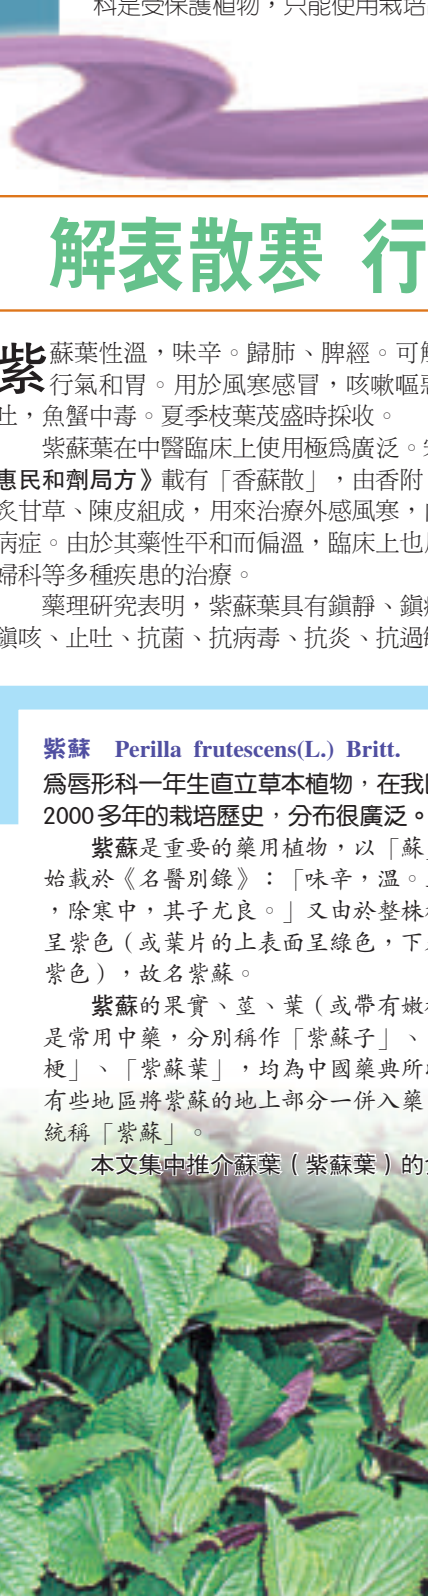 料是受保護植物，只能使用栽培
解表散寒 行
紫蘇葉性溫，味辛。歸肺、脾經。可解
行氣和胃。用於風寒感冒，咳嗽嘔惡
吐，魚蟹中毒。夏季枝葉茂盛時採收。
紫蘇葉在中醫臨床上使用極爲廣泛。
惠民和劑局方》載有「香蘇散」，由香附
炙甘草、陳皮組成，用來治療外感風寒，
病症。由於其藥性平和而偏溫，臨床上也
婦科等多種疾患的治療。
藥理研究表明，紫蘇葉具有鎮靜、鎮
鎮咳、止吐、抗菌、抗病毒、抗炎、抗過
紫蘇 Perilla frutescens(L.) Britt.
爲唇形科一年生直立草本植物，在我
2000多年的栽培歷史，分布很廣泛。
紫蘇是重要的藥用植物，以「蘇」
始載於《名醫別錄》：「味辛，溫。
，除寒中，其子尤良。」又由於整株
呈紫色（或葉片的上表面呈綠色，下
紫色），故名紫蘇。
紫蘇的果實、莖、葉（或帶有嫩
是常用中藥，分別稱作「紫蘇子」、
梗」、「紫蘇葉」，均為中國藥典所
有些地區將紫蘇的地上部分一併入藥
統稱「紫蘇」。
本文集中推介蘇葉（紫蘇葉）的